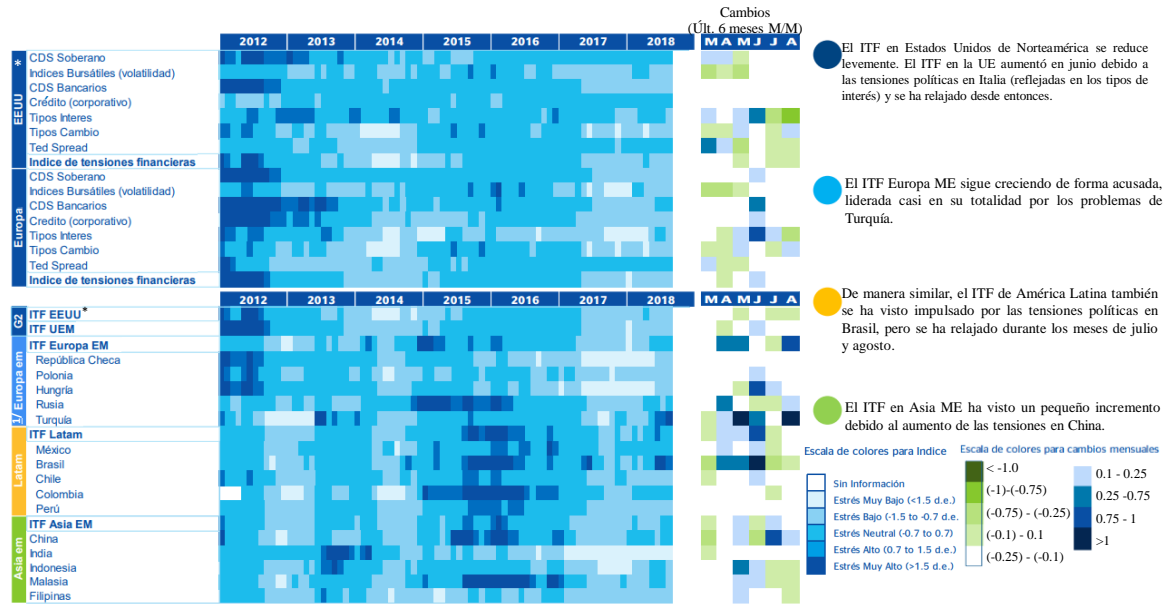 Cambios
(Últ. 6 meses M/M)
2012 2013 2014 2015 2016 2017 2018 M A M J J A
EEUU *
CDS Soberano
Indices Bursátiles (volatilidad)
CDS Bancarios
Crédito (corporativo)
Tipos Interes
Tipos Cambio
Ted Spread
Indice de tensiones financieras
Europa
CDS Soberano
Indices Bursátiles (volatilidad)
CDS Bancarios
Credito (corporativo)
Tipos Interes
Tipos Cambio
Ted Spread
Indice de tensiones financieras
2012 2013 2014 2015 2016 2017 2018 M A M J J A
G2
ITF EEUU*
ITF UEM
1/ Europa em
ITF Europa EM
República Checa
Polonia
Hungría
Rusia
Turquía
Latam
ITF Latam
México
Brasil
Chile
Colombia
Perú
Asia em
ITF Asia EM
China
India
Indonesia
Malasia
Filipinas
El ITF en Estados Unidos de Norteamérica se reduce
levemente. El ITF en la UE aumentó en junio debido a
las tensiones políticas en Italia (reflejadas en los tipos de
interés) y se ha relajado desde entonces.
El ITF Europa ME sigue creciendo de forma acusada,
liderada casi en su totalidad por los problemas de
Turquía.
De manera similar, el ITF de América Latina también
se ha visto impulsado por las tensiones políticas en
Brasil, pero se ha relajado durante los meses de julio
y agosto.
El ITF en Asia ME ha visto un pequeño incremento
debido al aumento de las tensiones en China.
Escala de colores para Indice
Sin Información
Estrés Muy Bajo (<1.5 d.e.)
Estrés Bajo (-1.5 to -0.7 d.e.
Estrés Neutral (-0.7 to 0.7)
Estrés Alto (0.7 to 1.5 d.e.)
Estrés Muy Alto (>1.5 d.e.)
Escala de colores para cambios mensuales
< -1.0
(-1)-(-0.75)
(-0.75) - (-0.25)
(-0.1) - 0.1
(-0.25) - (-0.1)
0.1 - 0.25
0.25 -0.75
0.75 - 1
>1